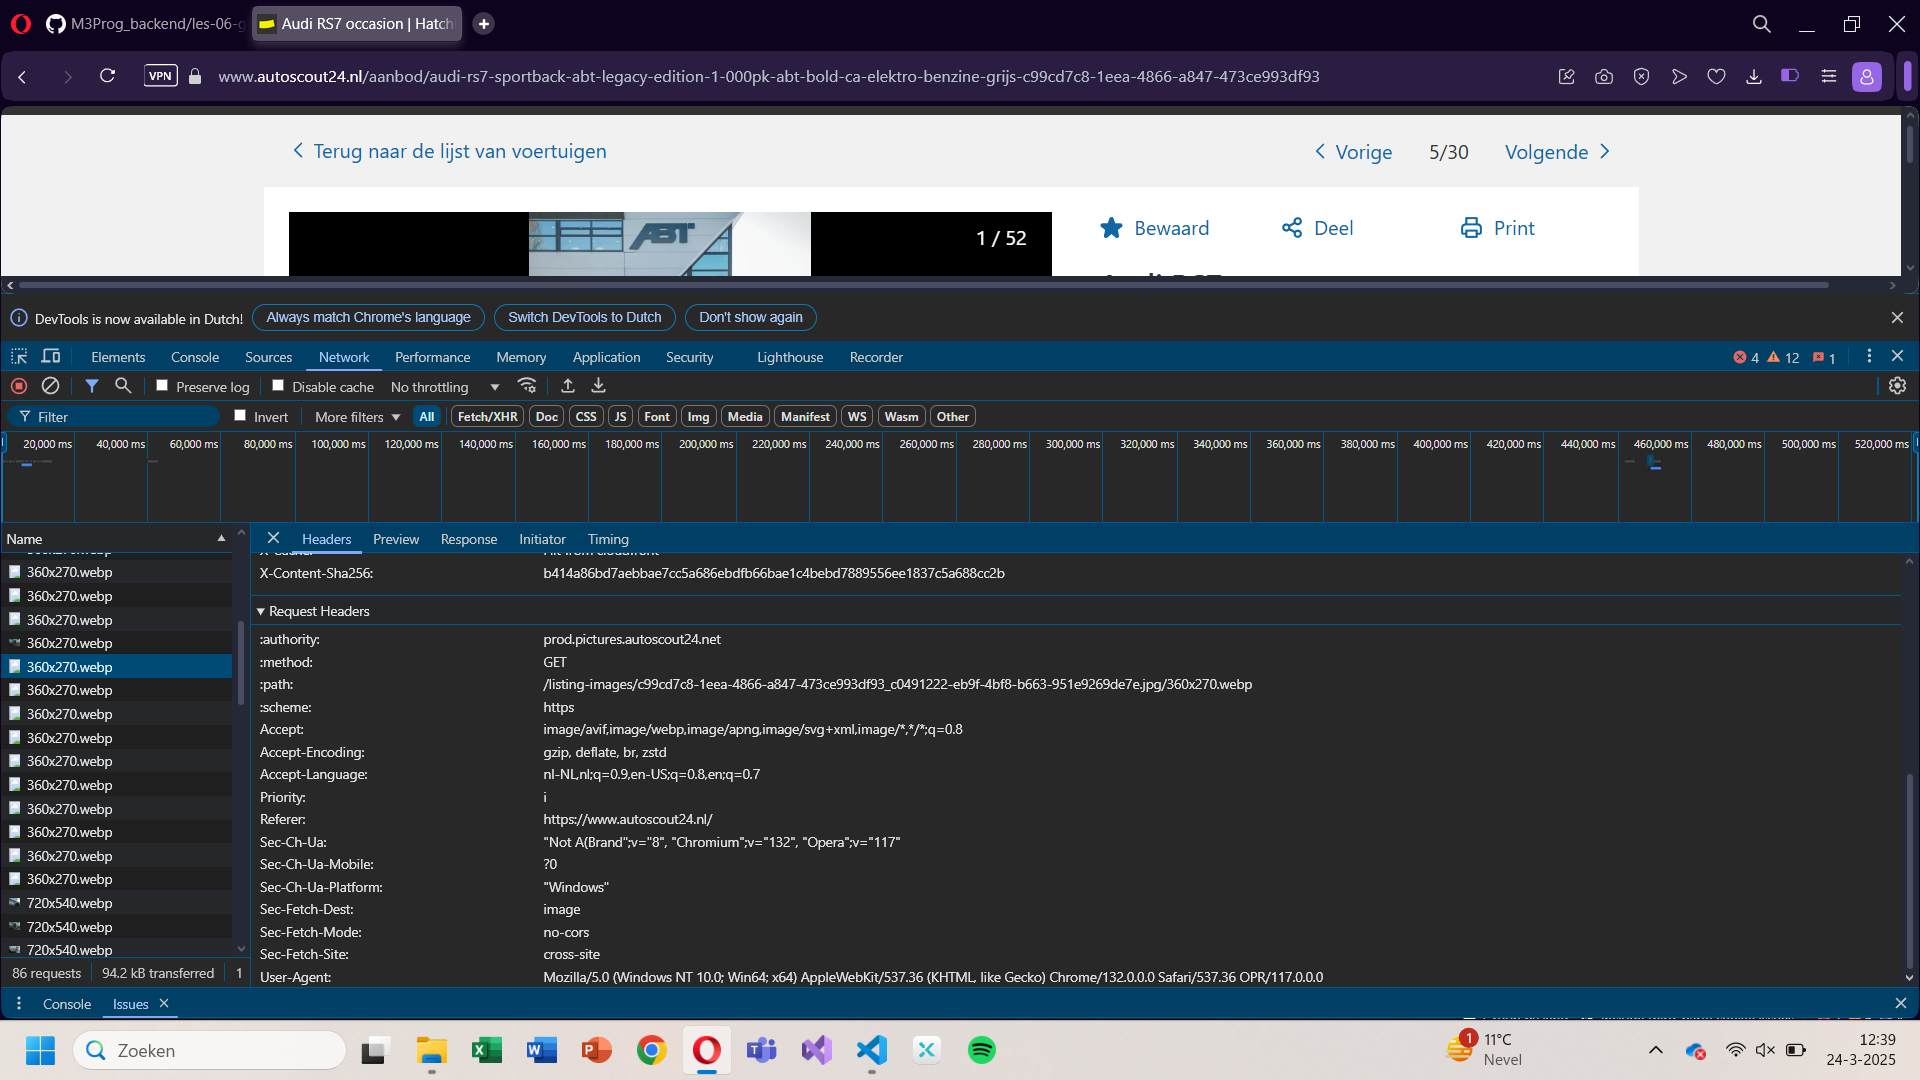 M3Prog_backend/les-06-g
Audi RS7 occasion | Hatch
VPN
www.autoscout24.nl/aanbod/audi-rs7-sportback-abt-legacy-edition-1-000pk-abt-bold-ca-elektro-benzine-grijs-c99cd7c8-1eea-4866-a847-473ce993df93
Terug naar de lijst van voertuigen
Vorige 5/30 Volgende
ABT
1 / 52
Bewaard Deel Print
DevTools is now available in Dutch! Always match Chrome's language Switch DevTools to Dutch Don't show again
Elements Console Sources Network Performance Memory Application Security Lighthouse Recorder 4 12 1
Preserve log Disable cache No throttling
Filter Invert More filters All Fetch/XHR Doc CSS JS Font Img Media Manifest WS Wasm Other
20,000 ms 40,000 ms 60,000 ms 80,000 ms 100,000 ms 120,000 ms 140,000 ms 160,000 ms 180,000 ms 200,000 ms 220,000 ms 240,000 ms 260,000 ms 280,000 ms 300,000 ms 320,000 ms 340,000 ms 360,000 ms 380,000 ms 400,000 ms 420,000 ms 440,000 ms 460,000 ms 480,000 ms 500,000 ms 520,000 ms
Name
360x270.webp
360x270.webp
360x270.webp
360x270.webp
360x270.webp
360x270.webp
360x270.webp
360x270.webp
360x270.webp
360x270.webp
360x270.webp
360x270.webp
360x270.webp
360x270.webp
720x540.webp
720x540.webp
720x540.webp
86 requests 94.2 kB transferred 1
Headers Preview Response Initiator Timing
X-Content-Sha256: b414a86bd7aebbae7cc5a686ebdfb66bae1c4bebd7889556ee1837c5a688cc2b
Request Headers
:authority: prod.pictures.autoscout24.net
:method: GET
:path: /listing-images/c99cd7c8-1eea-4866-a847-473ce993df93_c0491222-eb9f-4bf8-b663-951e9269de7e.jpg/360x270.webp
:scheme: https
Accept: image/avif,image/webp,image/apng,image/svg+xml,image/*,*/*;q=0.8
Accept-Encoding: gzip, deflate, br, zstd
Accept-Language: nl-NL,nl;q=0.9,en-US;q=0.8,en;q=0.7
Priority: i
Referer: https://www.autoscout24.nl/
Sec-Ch-Ua: "Not A(Brand";v="8", "Chromium";v="132", "Opera";v="117"
Sec-Ch-Ua-Mobile: ?0
Sec-Ch-Ua-Platform: "Windows"
Sec-Fetch-Dest: image
Sec-Fetch-Mode: no-cors
Sec-Fetch-Site: cross-site
User-Agent: Mozilla/5.0 (Windows NT 10.0; Win64; x64) AppleWebKit/537.36 (KHTML, like Gecko) Chrome/132.0.0.0 Safari/537.36 OPR/117.0.0.0
Console Issues
Zoeken
1 11°C
Nevel
12:39
24-3-2025